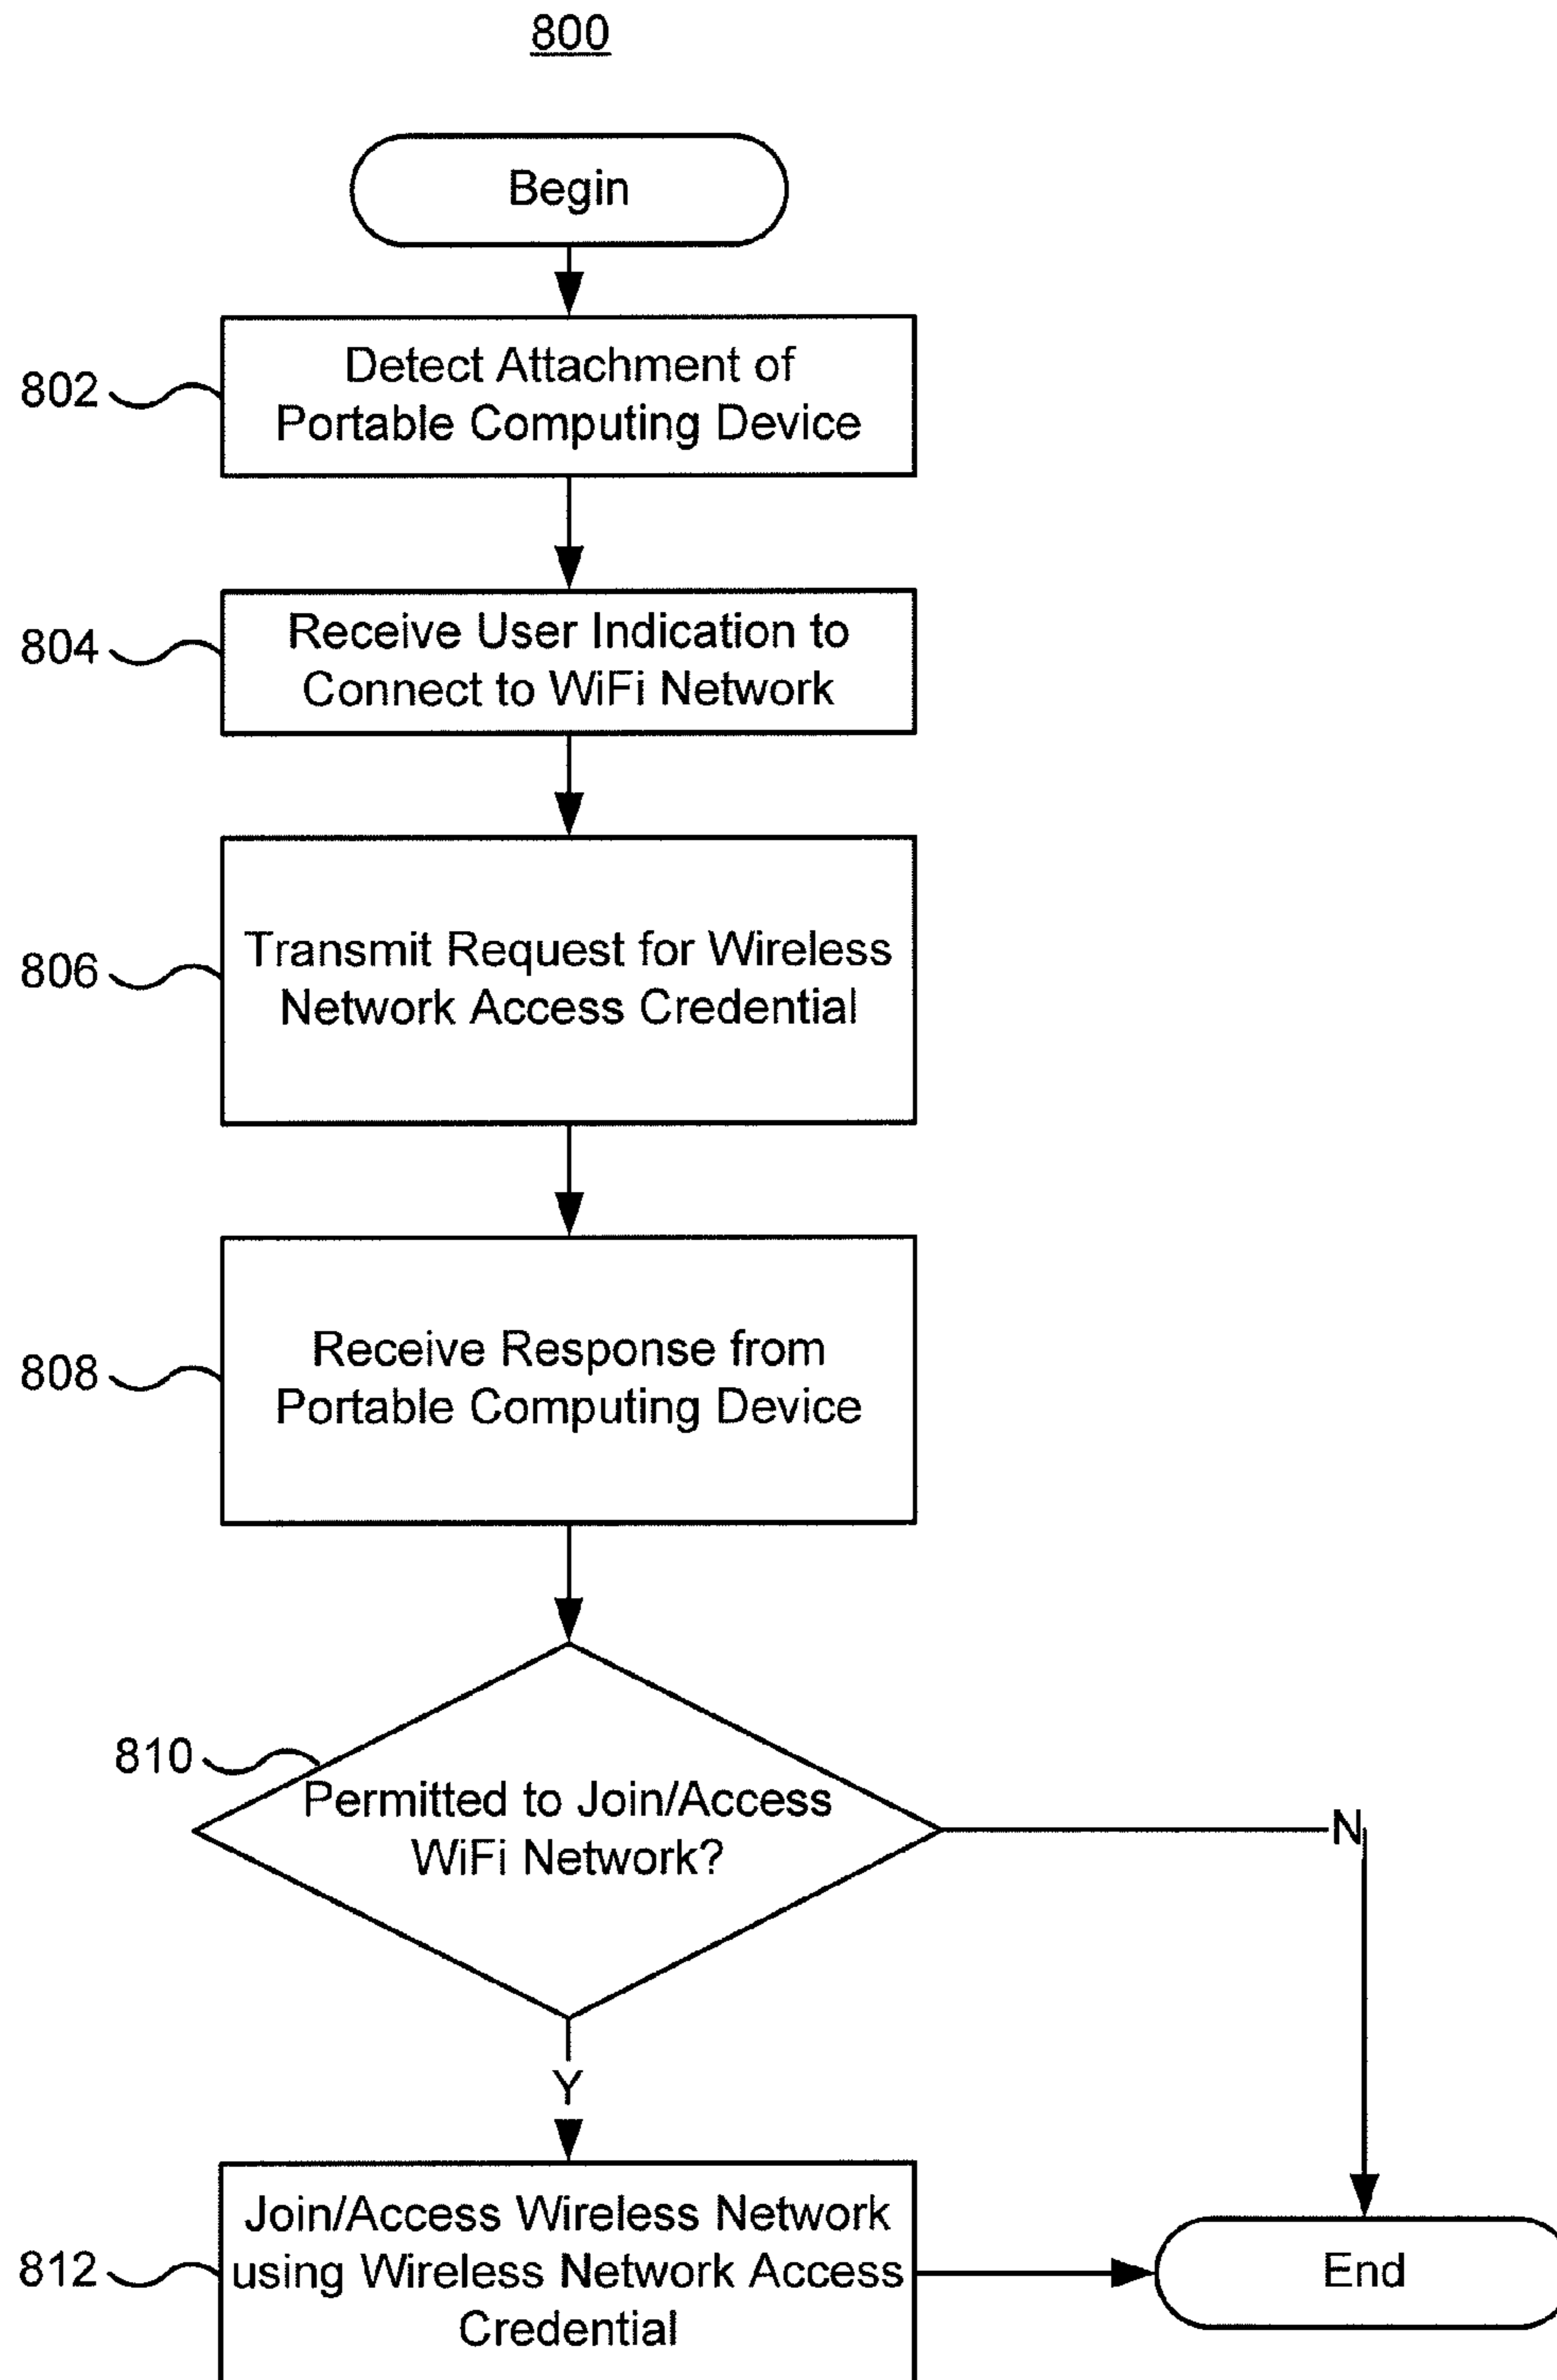 800
Begin
802
Detect Attachment of
Portable Computing Device
804
Receive User Indication to
Connect to WiFi Network
806
Transmit Request for Wireless
Network Access Credential
808
Receive Response from
Portable Computing Device
810
Permitted to Join/Access
WiFi Network?
N
Y
812
Join/Access Wireless Network
using Wireless Network Access
Credential
End